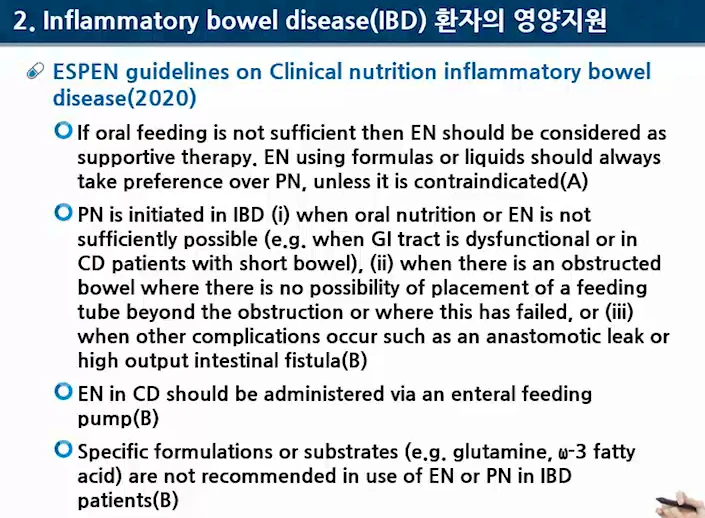 2. Inflammatory bowel disease(IBD) 환자의 영양지원
ESPEN guidelines on Clinical nutrition inflammatory bowel
disease(2020)
If oral feeding is not sufficient then EN should be considered as
supportive therapy. EN using formulas or liquids should always
take preference over PN, unless it is contraindicated(A)
PN is initiated in IBD (i) when oral nutrition or EN is not
sufficiently possible (e.g. when GI tract is dysfunctional or in
CD patients with short bowel), (ii) when there is an obstructed
bowel where there is no possibility of placement of a feeding
tube beyond the obstruction or where this has failed, or (iii)
when other complications occur such as an anastomotic leak or
high output intestinal fistula(B)
EN in CD should be administered via an enteral feeding
pump(B)
Specific formulations or substrates (e.g. glutamine, ω-3 fatty
acid) are not recommended in use of EN or PN in IBD
patients(B)